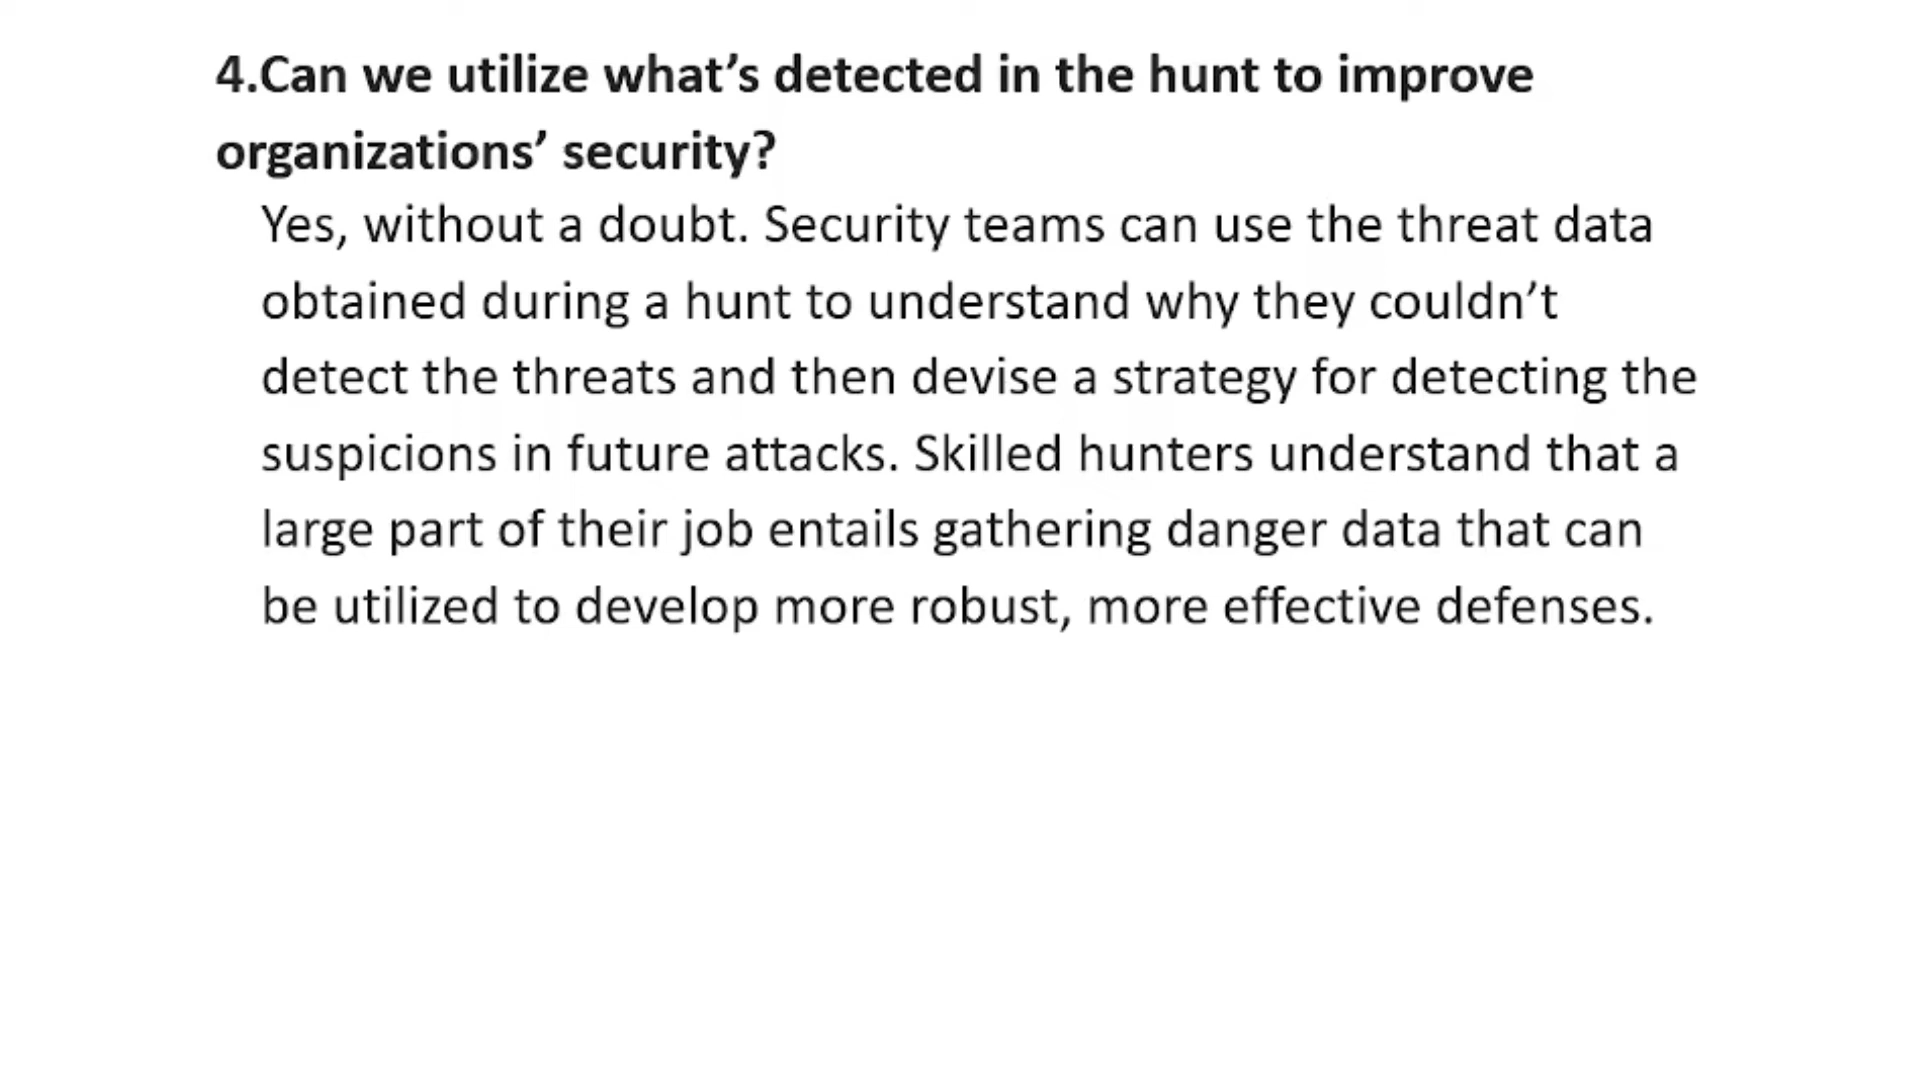 4.Can we utilize what’s detected in the hunt to improve
organizations’ security?
Yes, without a doubt. Security teams can use the threat data
obtained during a hunt to understand why they couldn’t
detect the threats and then devise a strategy for detecting the
suspicions in future attacks. Skilled hunters understand that a
large part of their job entails gathering danger data that can
be utilized to develop more robust, more effective defenses.